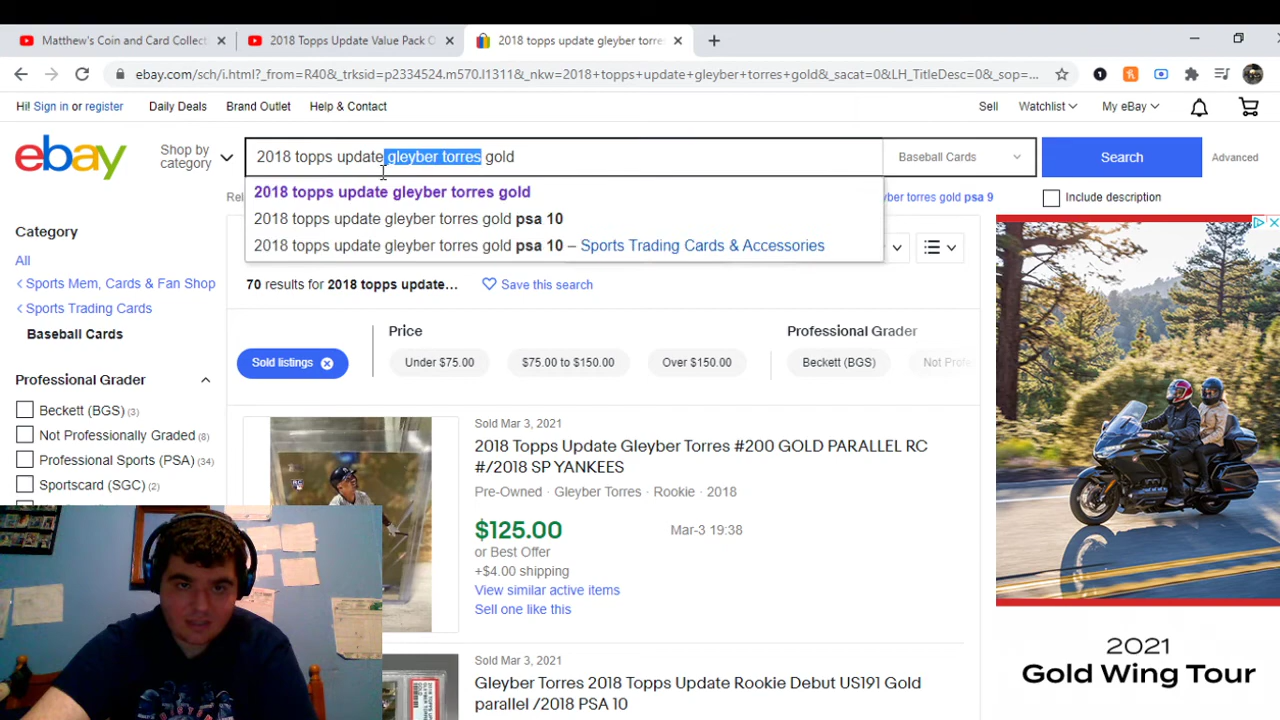 Matthew's Coin and Card Collect
2018 Topps Update Value Pack O
2018 topps update gleyber torre
ebay.com/sch/i.html?_from=R40&_trksid=p2334524.m570.l1311&_nkw=2018+topps+update+gleyber+torres+gold&_sacat=0&LH_TitleDesc=0&_sop=...
Hi! Sign in or register
Daily Deals
Brand Outlet
Help & Contact
Sell
Watchlist
My eBay
ebay
Shop by
category
2018 topps update gleyber torres gold
Baseball Cards
Search
Advanced
2018 topps update gleyber torres gold
2018 topps update gleyber torres gold psa 10
2018 topps update gleyber torres gold psa 10 – Sports Trading Cards & Accessories
Rel
ber torres gold psa 9
Include description
Category
All
Sports Mem, Cards & Fan Shop
Sports Trading Cards
Baseball Cards
Professional Grader
Beckett (BGS) (3)
Not Professionally Graded (8)
Professional Sports (PSA) (34)
Sportscard (SGC) (2)
70 results for 2018 topps update...
Save this search
Price
Professional Grader
Sold listings
Under $75.00
$75.00 to $150.00
Over $150.00
Beckett (BGS)
Not Profe
Sold Mar 3, 2021
2018 Topps Update Gleyber Torres #200 GOLD PARALLEL RC
#/2018 SP YANKEES
Pre-Owned · Gleyber Torres · Rookie · 2018
$125.00
Mar-3 19:38
or Best Offer
+$4.00 shipping
View similar active items
Sell one like this
Sold Mar 3, 2021
Gleyber Torres 2018 Topps Update Rookie Debut US191 Gold
parallel /2018 PSA 10
2021
Gold Wing Tour